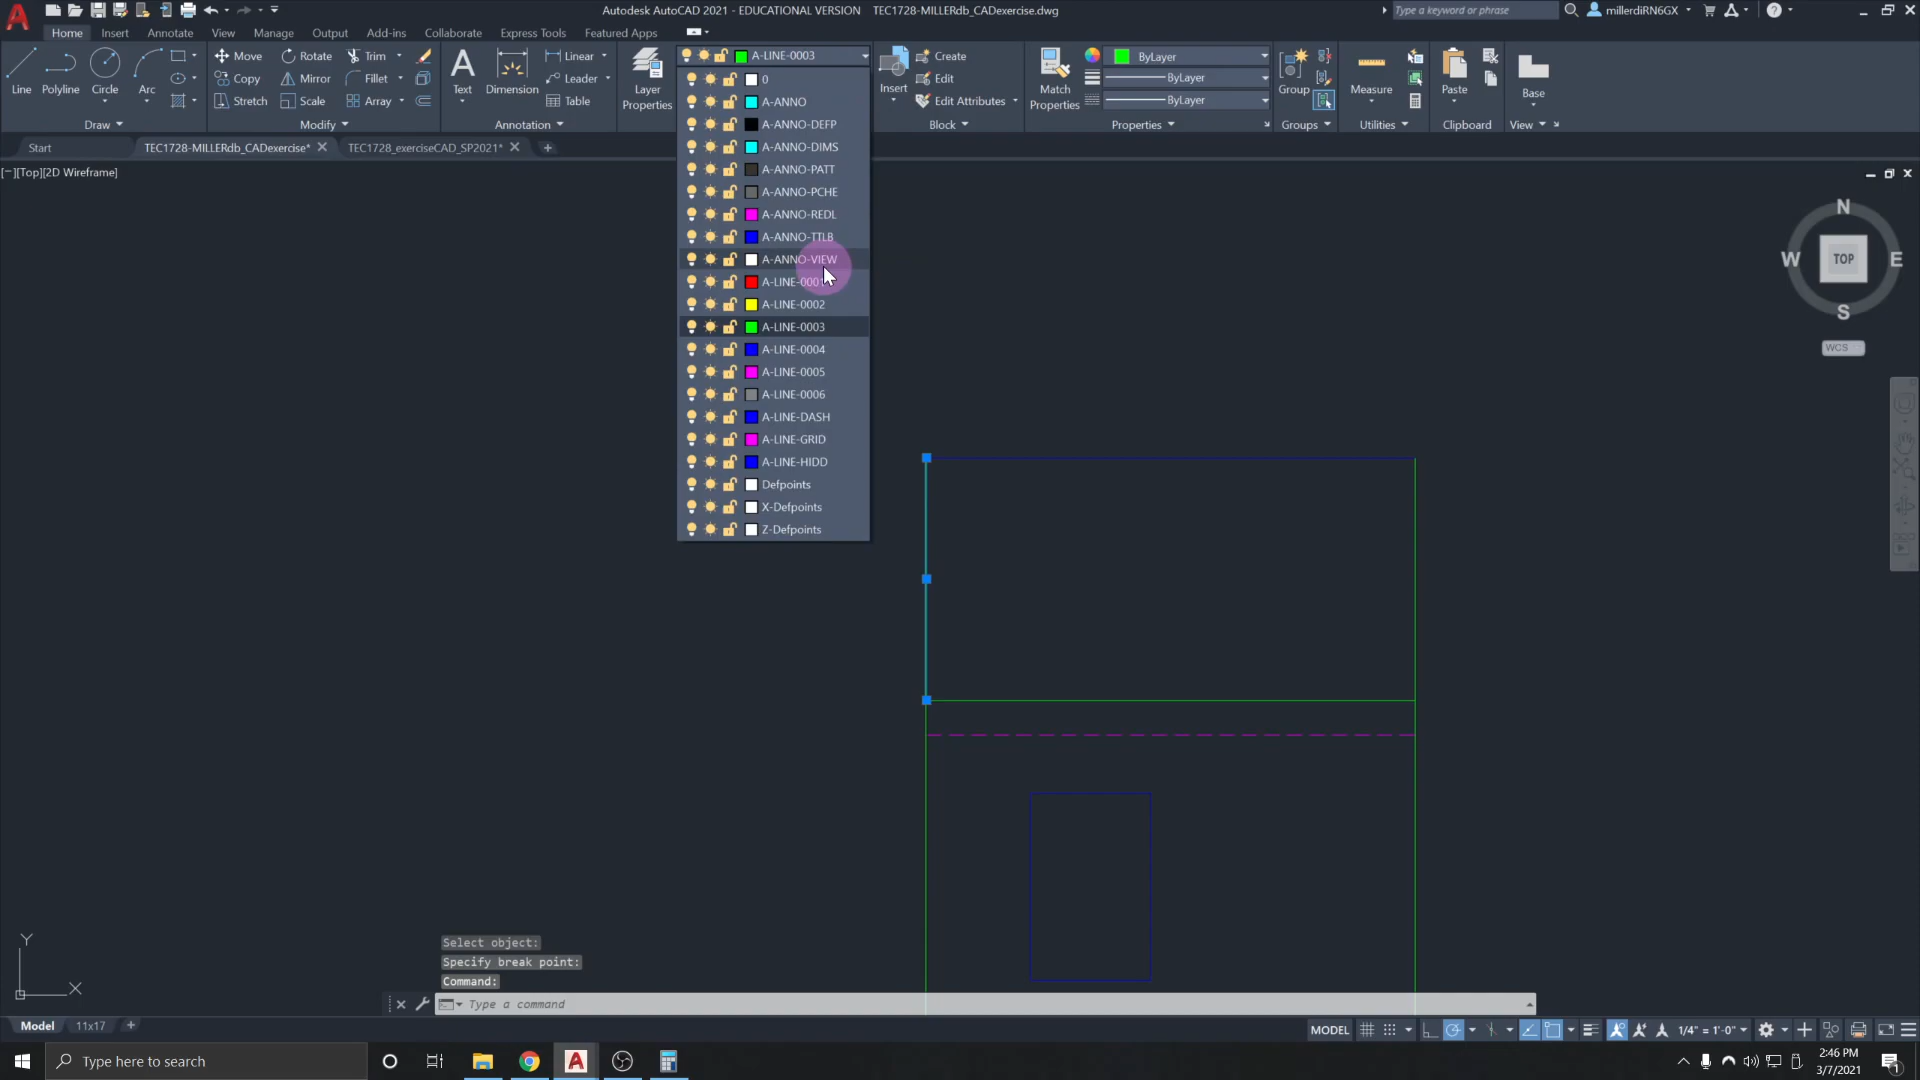 Autodesk AutoCAD 2021 - EDUCATIONAL VERSION TEC1728-MILLERdb_CADexercise.dwg
Type a keyword or phrase
millerdiRN6GX
Home Insert Annotate View Manage Output Add-ins Collaborate Express Tools Featured Apps
Line Polyline Circle Arc
Draw
Move Rotate Trim
Copy Mirror Fillet
Stretch Scale Array
Modify
Text Dimension
Linear
Leader
Table
Annotation
Layer Properties
A-LINE-0003
0
A-ANNO
A-ANNO-DEFP
A-ANNO-DIMS
A-ANNO-PATT
A-ANNO-PCHE
A-ANNO-REDL
A-ANNO-TTLB
A-ANNO-VIEW
A-LINE-0001
A-LINE-0002
A-LINE-0003
A-LINE-0004
A-LINE-0005
A-LINE-0006
A-LINE-DASH
A-LINE-GRID
A-LINE-HIDD
Defpoints
X-Defpoints
Z-Defpoints
Insert
Create
Edit
Edit Attributes
Block
Match Properties
ByLayer
ByLayer
ByLayer
Properties
Group
Groups
Measure
Utilities
Paste
Clipboard
Base
View
Start TEC1728-MILLERdb_CADexercise* TEC1728_exerciseCAD_SP2021*
[−][Top][2D Wireframe]
N
W TOP E
S
WCS
Y
X
Select object:
Specify break point:
Command:
Type a command
Model 11x17
MODEL 1/4" = 1'-0"
Type here to search
2:46 PM
3/7/2021
1